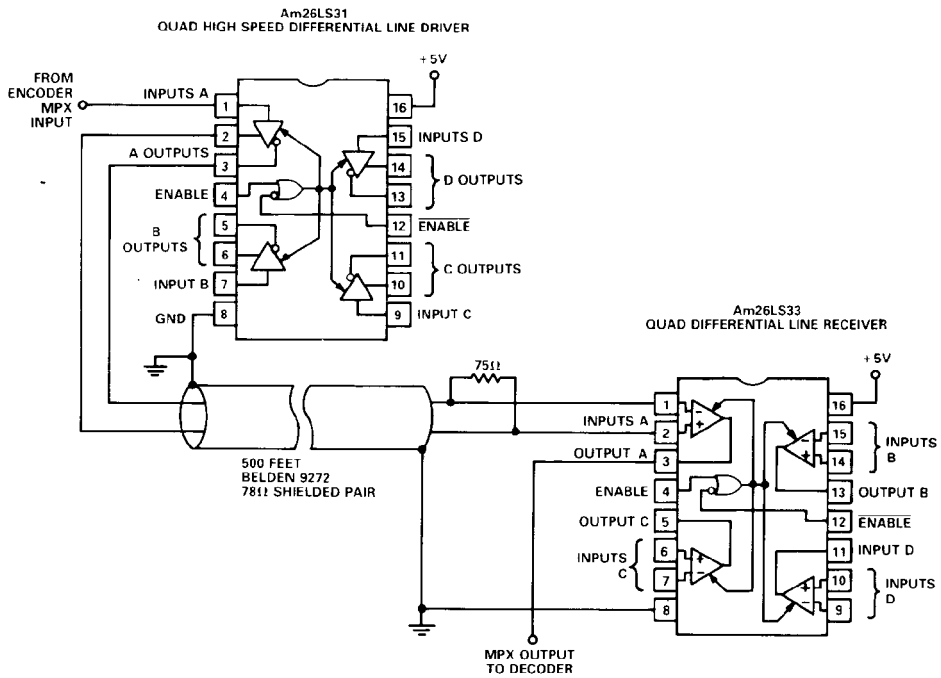 Am26LS31
QUAD HIGH SPEED DIFFERENTIAL LINE DRIVER
+5V
FROM
ENCODER
MPX
INPUT
INPUTS A
1
2
A OUTPUTS
3
ENABLE
4
B
OUTPUTS
5
6
INPUT B
7
GND
8
16
15
INPUTS D
14
13
D OUTPUTS
12
ENABLE
11
10
C OUTPUTS
9
INPUT C
75Ω
500 FEET
BELDEN 9272
78Ω SHIELDED PAIR
Am26LS33
QUAD DIFFERENTIAL LINE RECEIVER
+5V
1
INPUTS A
2
OUTPUT A
3
ENABLE
4
OUTPUT C
5
INPUTS
C
6
7
8
16
15
14
INPUTS
B
13
OUTPUT B
12
ENABLE
11
INPUT D
10
9
INPUTS
D
- + - + + - + -
MPX OUTPUT
TO DECODER